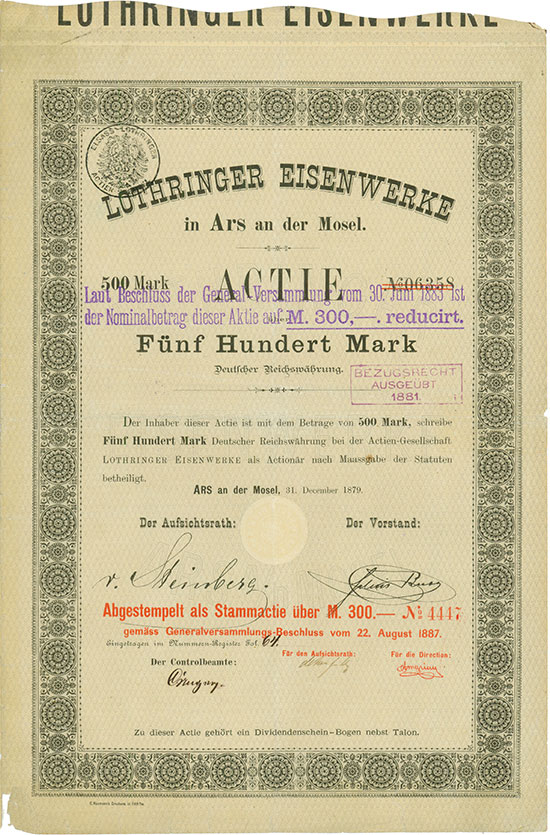 LOTHRINGER EISENWERKE
ELSASS-LOTHRINGEN
LOTHRINGER EISENWERKE
in Ars an der Mosel.
500 Mark ACTIE No 06358
Laut Beschluss der General-Versammlung vom 30. Juni 1883 ist
der Nominalbetrag dieser Aktie auf M. 300,—. reducirt.
Fünf Hundert Mark
Deutscher Reichswährung.
BEZUGSRECHT
AUSGEÜBT
1881.
Der Inhaber dieser Actie ist mit dem Betrage von 500 Mark, schreibe
Fünf Hundert Mark Deutscher Reichswährung bei der Actien-Gesellschaft
LOTHRINGER EISENWERKE als Actionär nach Maassgabe der Statuten
betheiligt.
ARS an der Mosel, 31. December 1879.
Der Aufsichtsrath: Der Vorstand:
v. Steinberg.
Abgestempelt als Stammactie über M. 300.— No 4447
gemäss Generalversammlungs-Beschluss vom 22. August 1887.
Eingetragen im Nummern-Register Fol. 64.
Für den Aufsichtsrath: Für die Direction:
Der Controlbeamte:
Zu dieser Actie gehört ein Dividendenschein-Bogen nebst Talon.